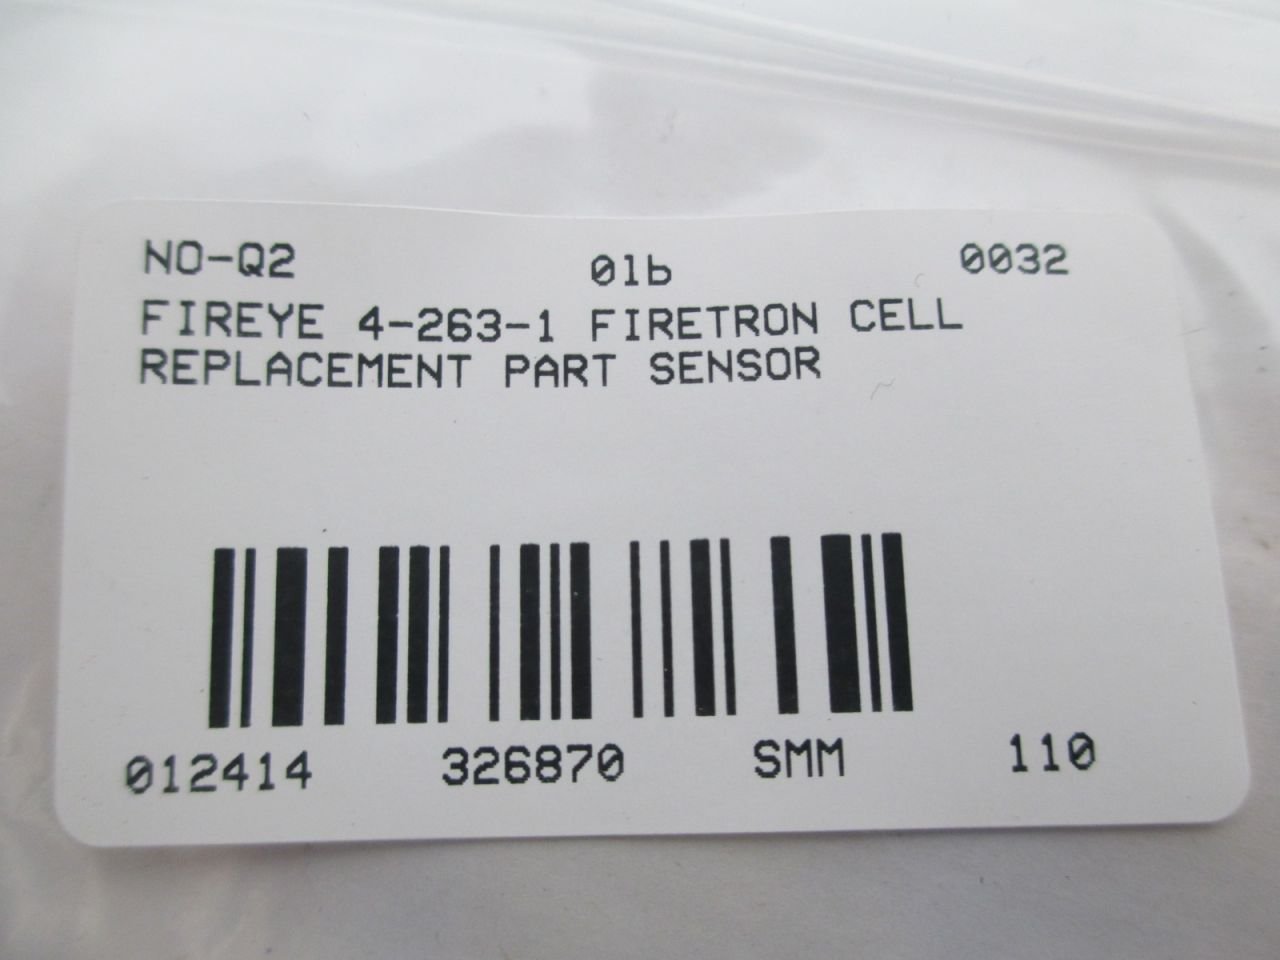 NO-Q2 01b 0032
FIREYE 4-263-1 FIRETRON CELL
REPLACEMENT PART SENSOR
012414 326870 SMM 110